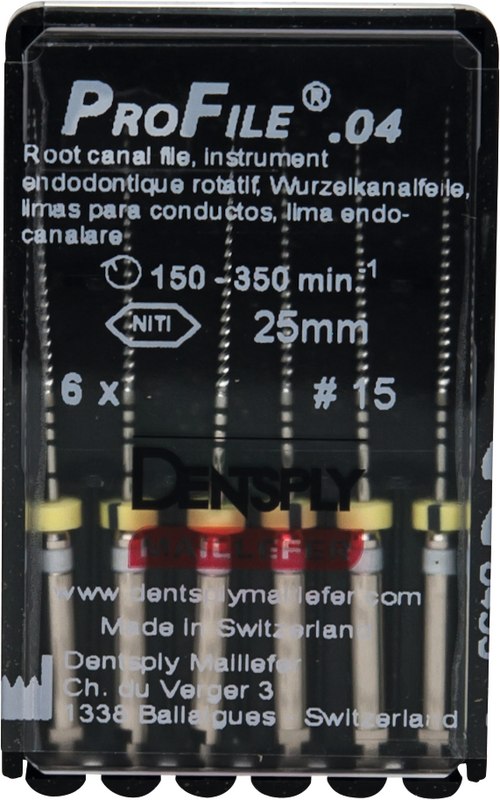 PROFILE® .04
Root canal file, instrument
endodontique rotatif, Wurzelkanalfeile,
limas para conductos, lima endo-
canalare
150 - 350 min.-1
NITI 25mm
6 x # 15
DENTSPLY
MAILLEFER
www.dentsplymaillefer.com
Made in Switzerland
Dentsply Maillefer
Ch. du Verger 3
1338 Ballaigues Switzerland